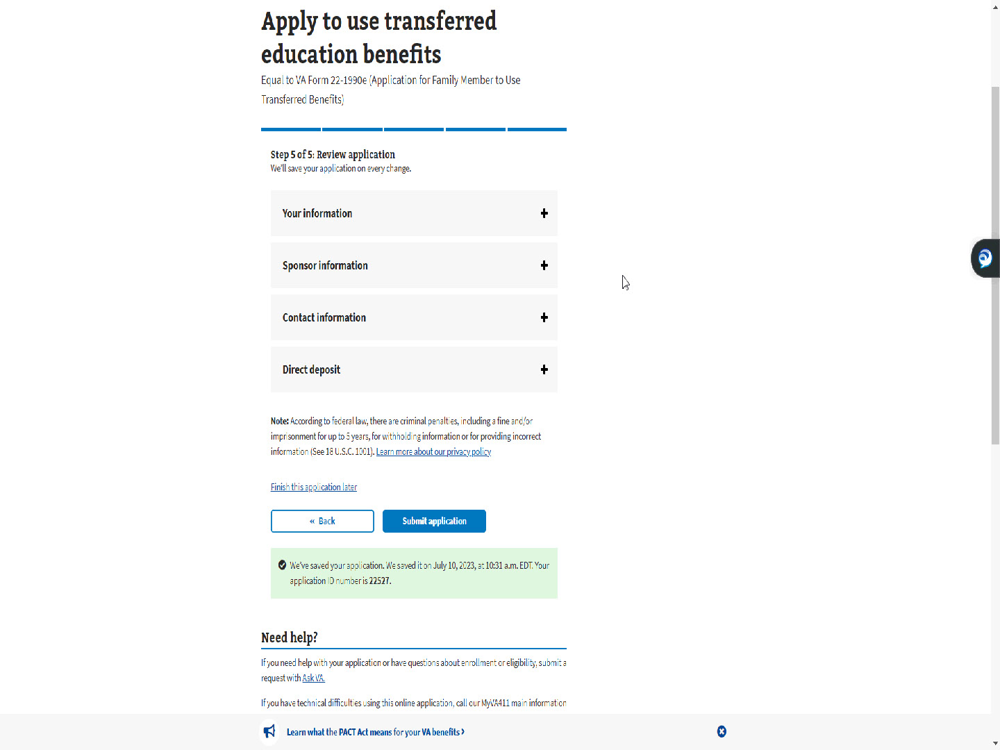 Apply to use transferred
education benefits
Equal to VA Form 22-1990e (Application for Family Member to Use
Transferred Benefits)
Step 5 of 5: Review application
We'll save your application on every change.
Your information
Sponsor information
Contact information
Direct deposit
Note: According to federal law, there are criminal penalties, including a fine and/or
imprisonment for up to 5 years, for withholding information or for providing incorrect
information (See 18 U.S.C. 1001). Learn more about our privacy policy
Finish this application later
« Back
Submit application
We've saved your application. We saved it on July 10, 2023, at 10:31 a.m. EDT. Your
application ID number is 22527.
Need help?
If you need help with your application or have questions about enrollment or eligibility, submit a
request with Ask VA.
If you have technical difficulties using this online application, call our MyVA411 main information
Learn what the PACT Act means for your VA benefits ›